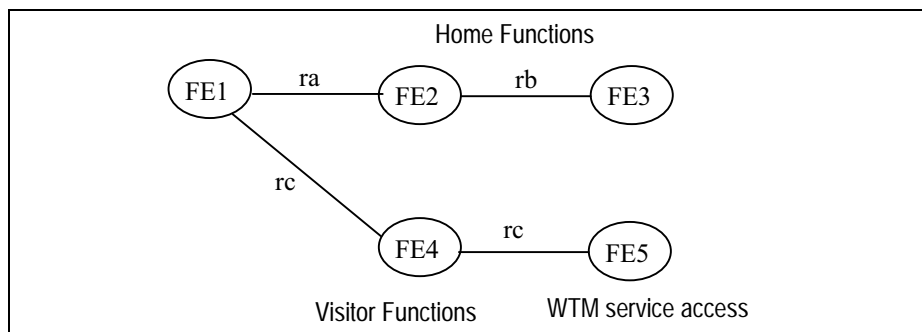 Home Functions
FE1
ra
FE2
rb
FE3
rc
FE4
rc
FE5
Visitor Functions
WTM service access